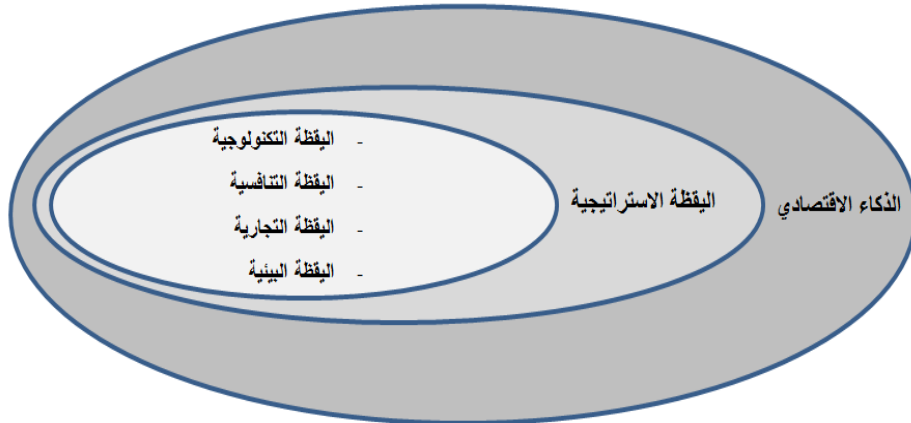 - اليقظة التكنولوجية
- اليقظة التنافسية
- اليقظة التجارية
- اليقظة البيئية
اليقظة الاستراتيجية
الذكاء الاقتصادي